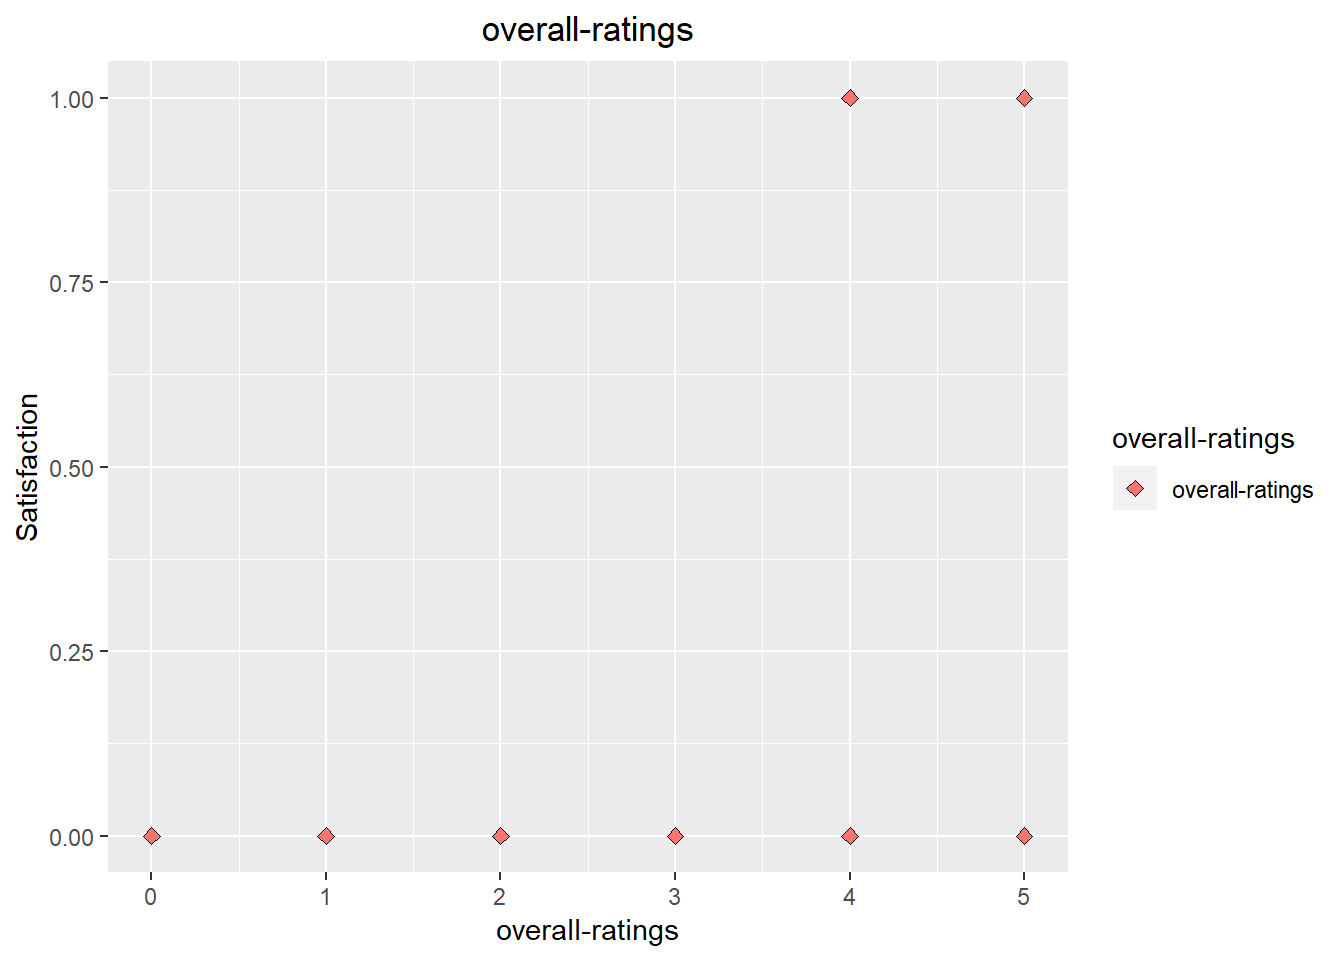 overall-ratings
1.00
0.75
0.50
0.25
0.00
Satisfaction
0 1 2 3 4 5
overall-ratings
overall-ratings
overall-ratings